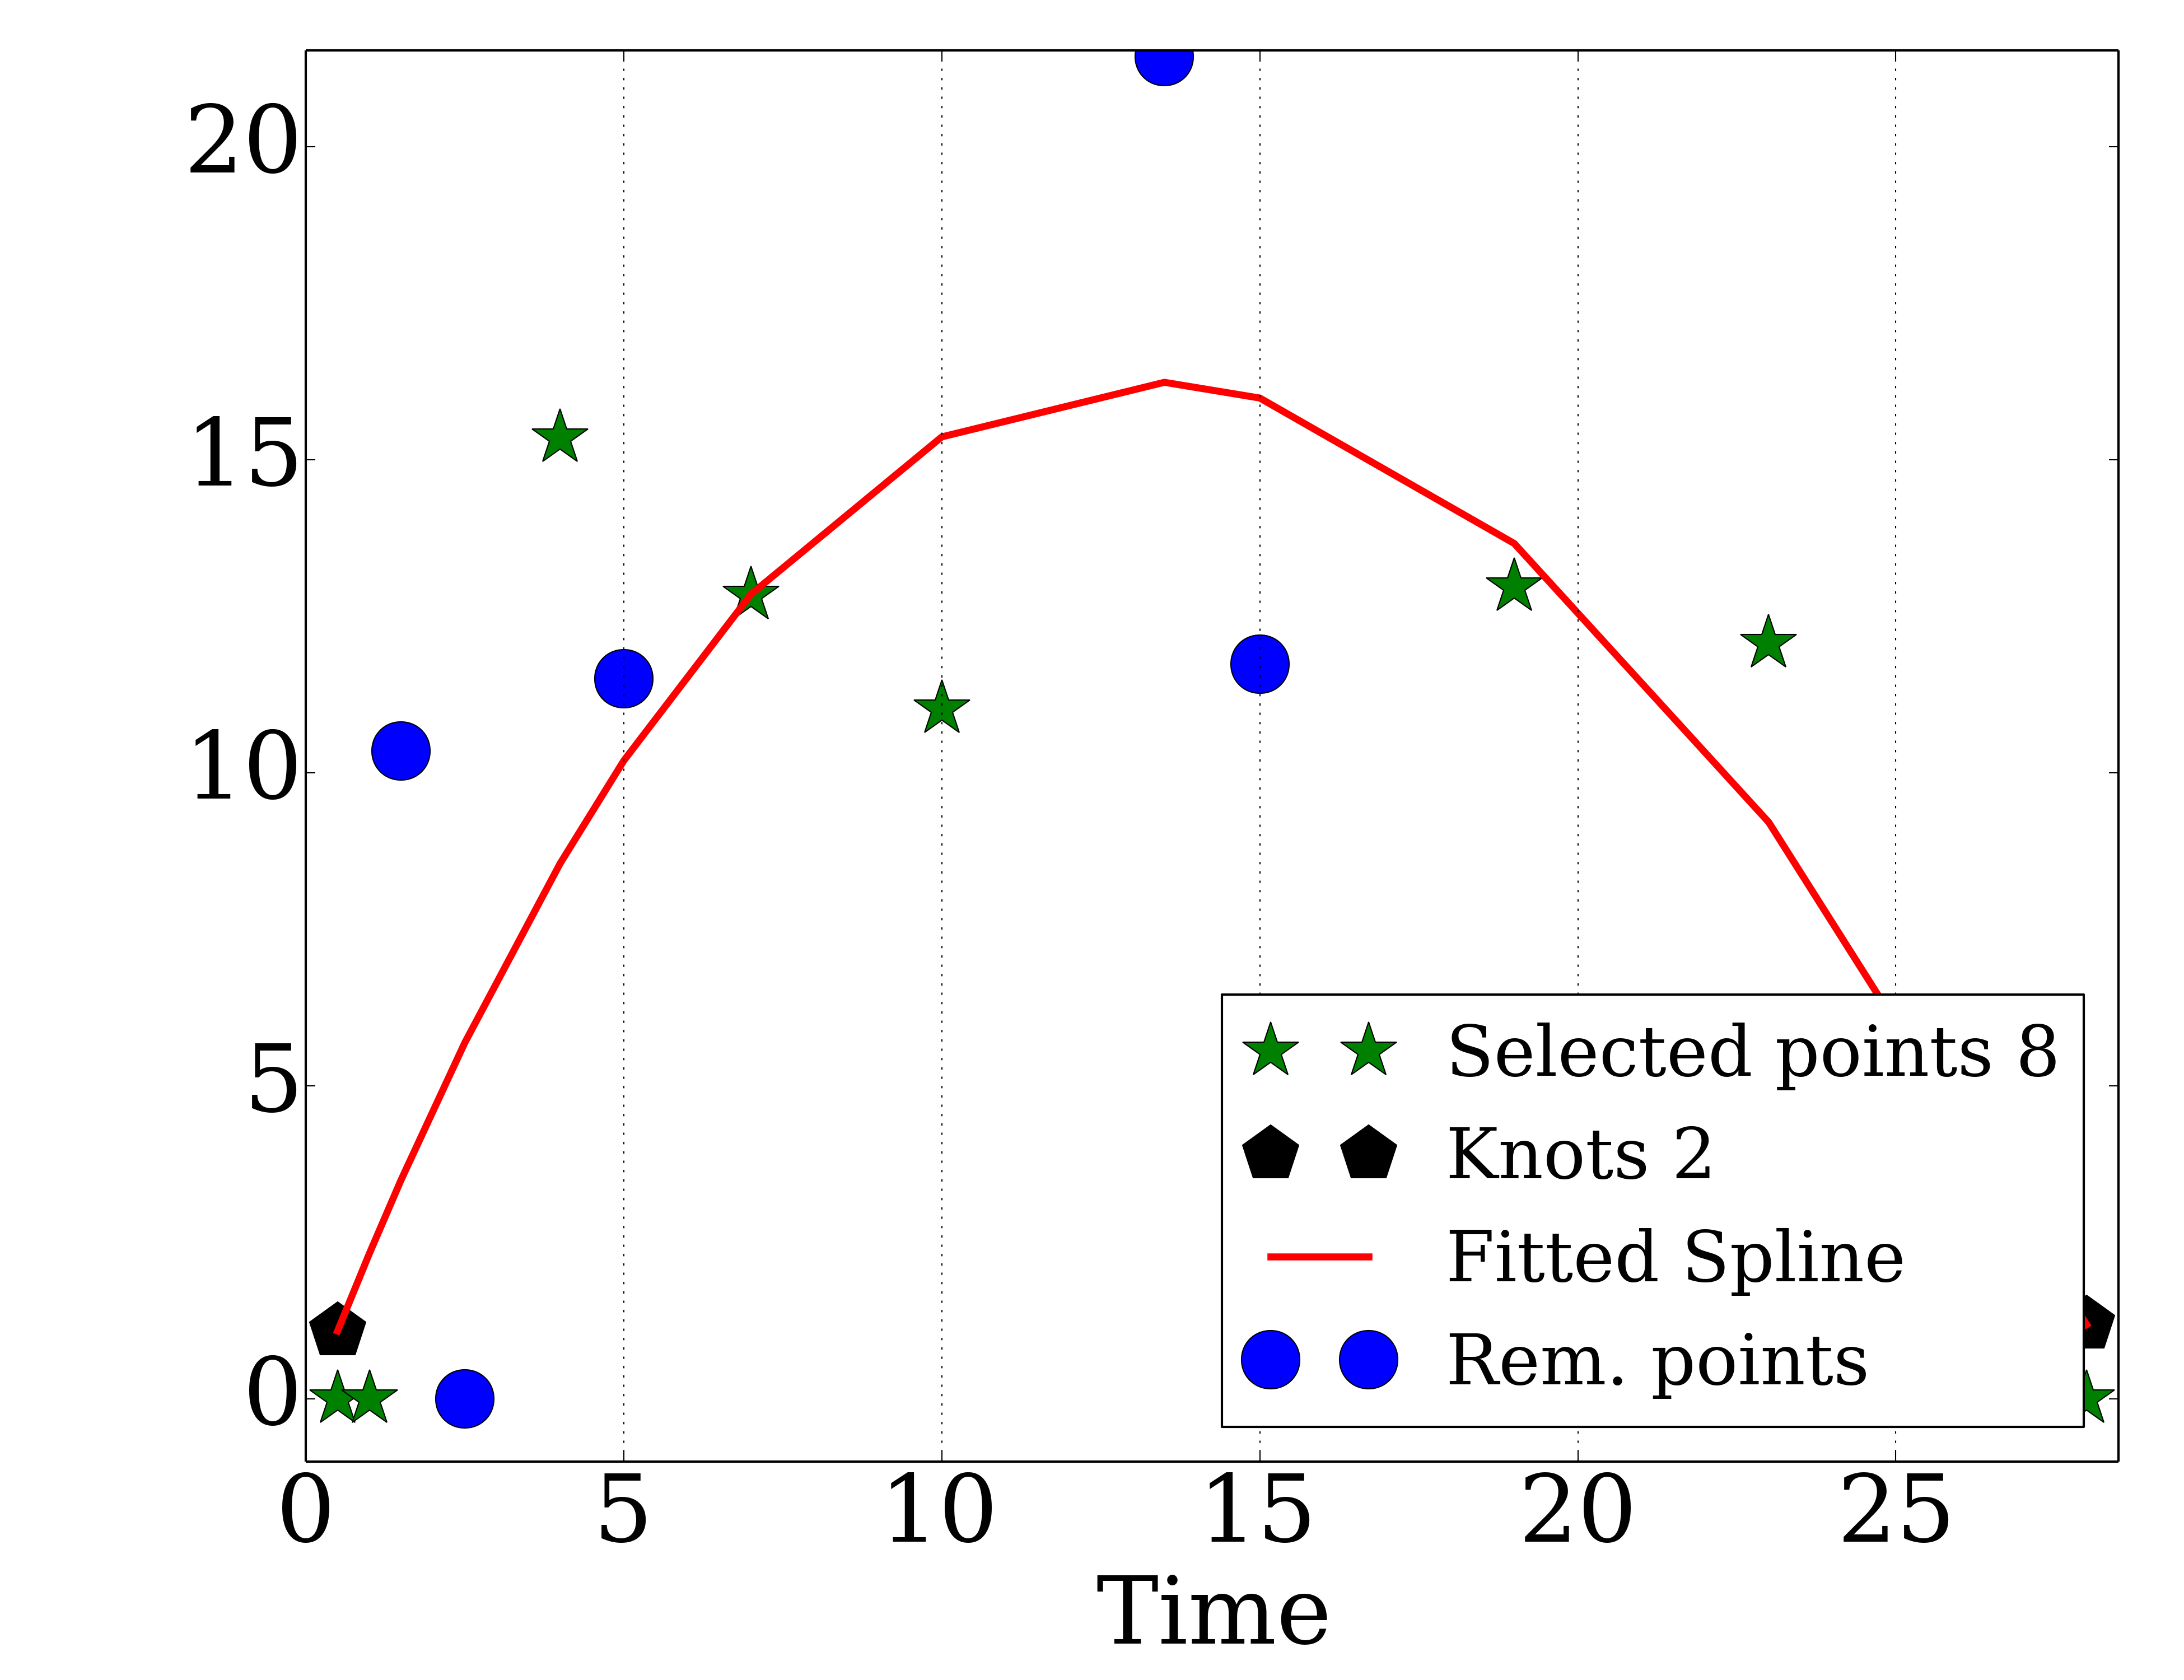 20
15
10
5
0
0 5 10 15 20 25
Time
Selected points 8
Knots 2
Fitted Spline
Rem. points